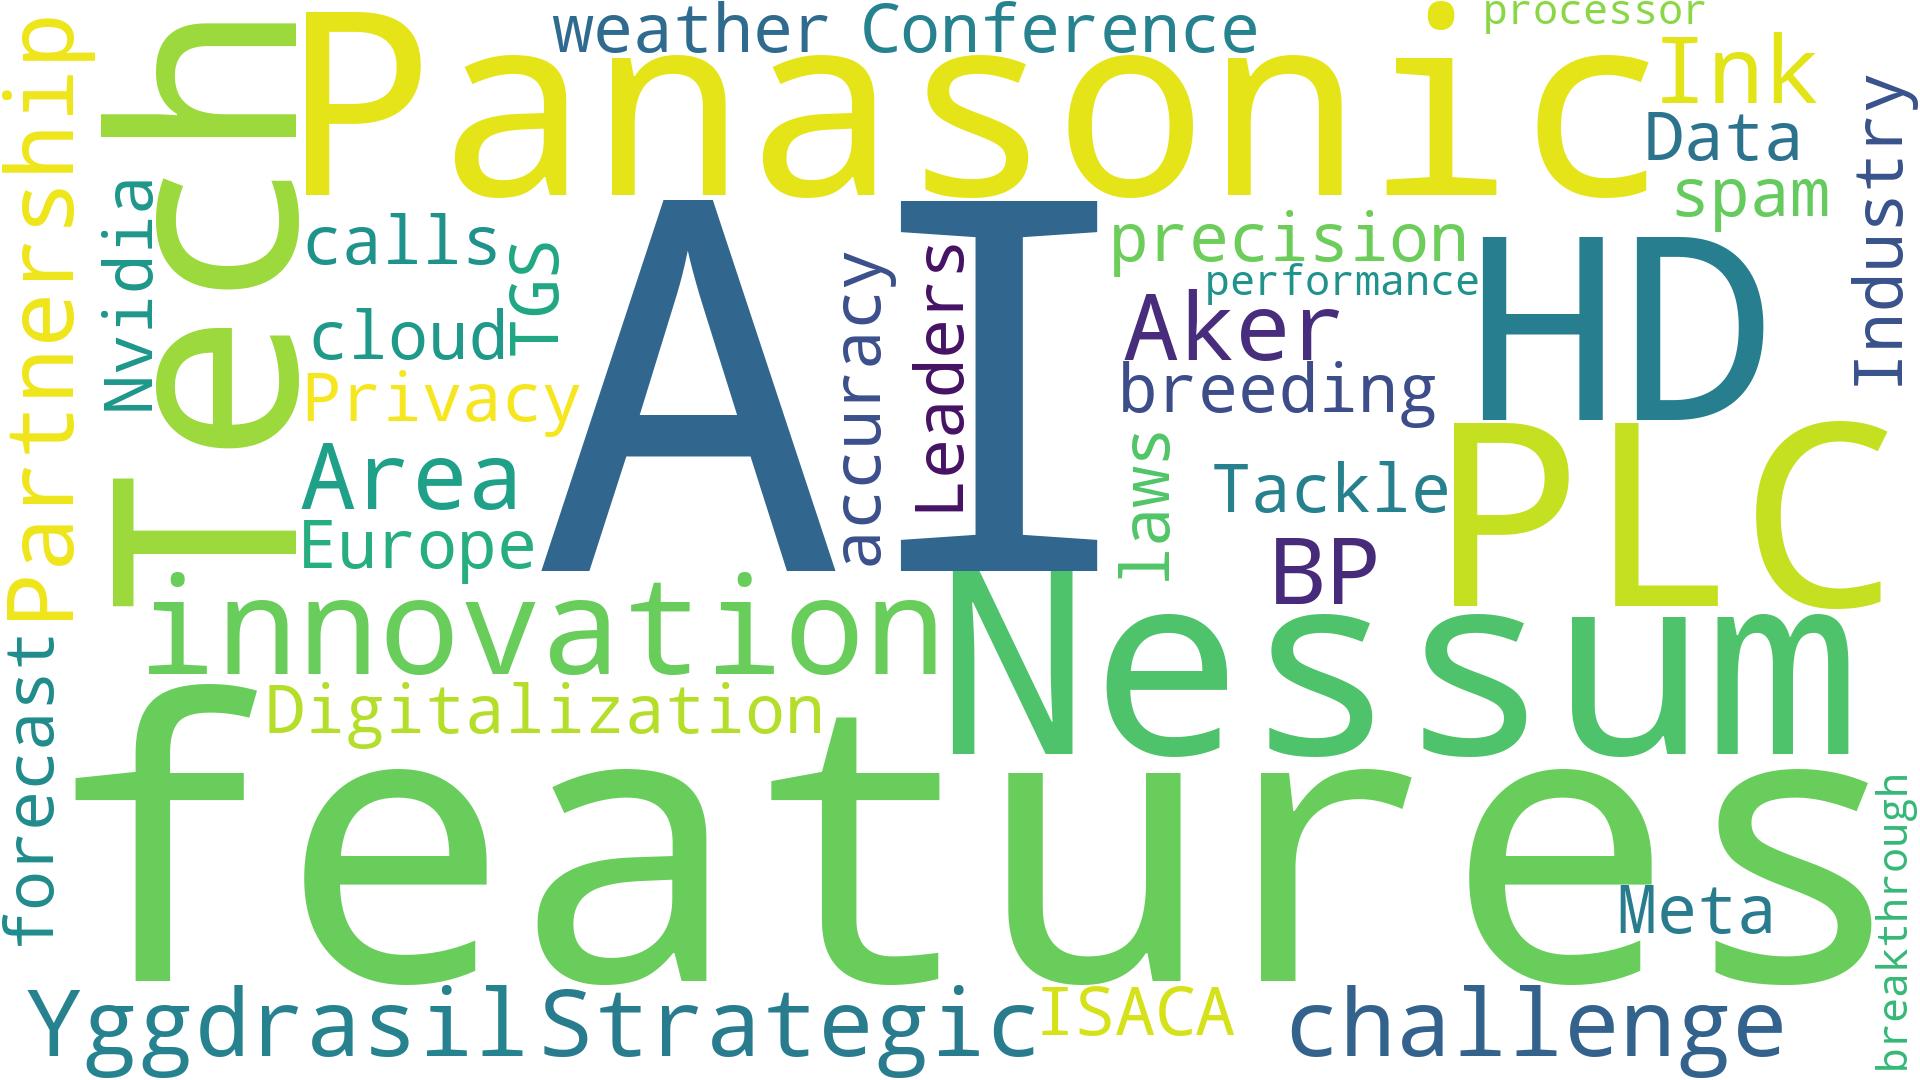 weather
Conference
processor
Panasonic
Ink
Partnership
Tech
Data
Industry
spam
Nvidia
calls
TGS
AI
Leaders
accuracy
precision
performance
HD
cloud
Aker
Privacy
breeding
Area
laws
Tackle
PLC
Europe
BP
innovation
Nessum
forecast
Digitalization
features
Meta
breakthrough
Yggdrasil
Strategic
ISACA
challenge